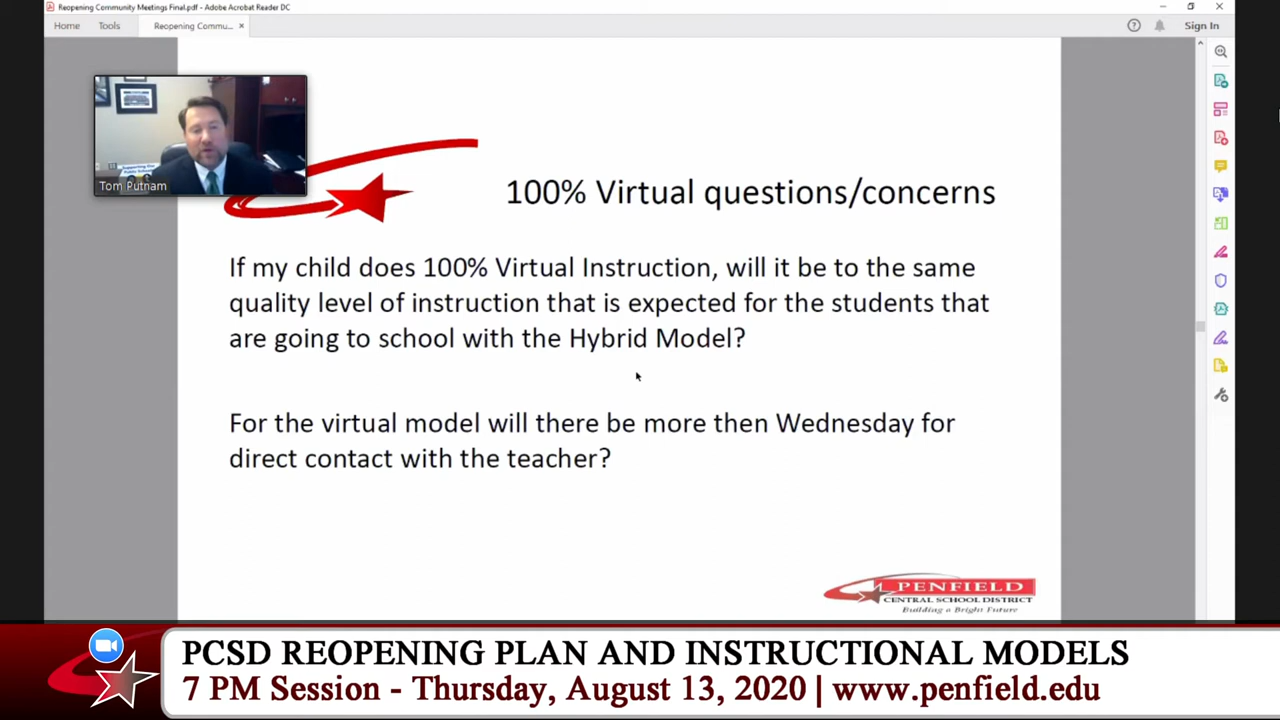 Reopening Community Meetings Final.pdf - Adobe Acrobat Reader DC
Home Tools Reopening Commu... Sign In
Supporting Our
Public Schools
Tom Putnam
100% Virtual questions/concerns
If my child does 100% Virtual Instruction, will it be to the same
quality level of instruction that is expected for the students that
are going to school with the Hybrid Model?
For the virtual model will there be more then Wednesday for
direct contact with the teacher?
PENFIELD
CENTRAL SCHOOL DISTRICT
Building a Bright Future
PCSD REOPENING PLAN AND INSTRUCTIONAL MODELS
7 PM Session - Thursday, August 13, 2020 | www.penfield.edu